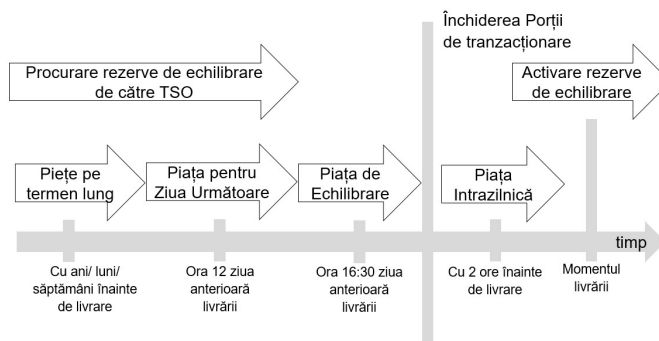 Închiderea Porții
de tranzacționare
Procurare rezerve de echilibrare
de către TSO
Activare rezerve
de echilibrare
Piețe pe
termen lung
Piața pentru
Ziua Următoare
Piața de
Echilibrare
Piața
Intrazilnică
timp
Cu ani/ luni/
săptămâni înainte
de livrare
Ora 12 ziua
anterioară
livrării
Ora 16:30 ziua
anterioară
livrării
Cu 2 ore înainte
de livrare
Momentul
livrării